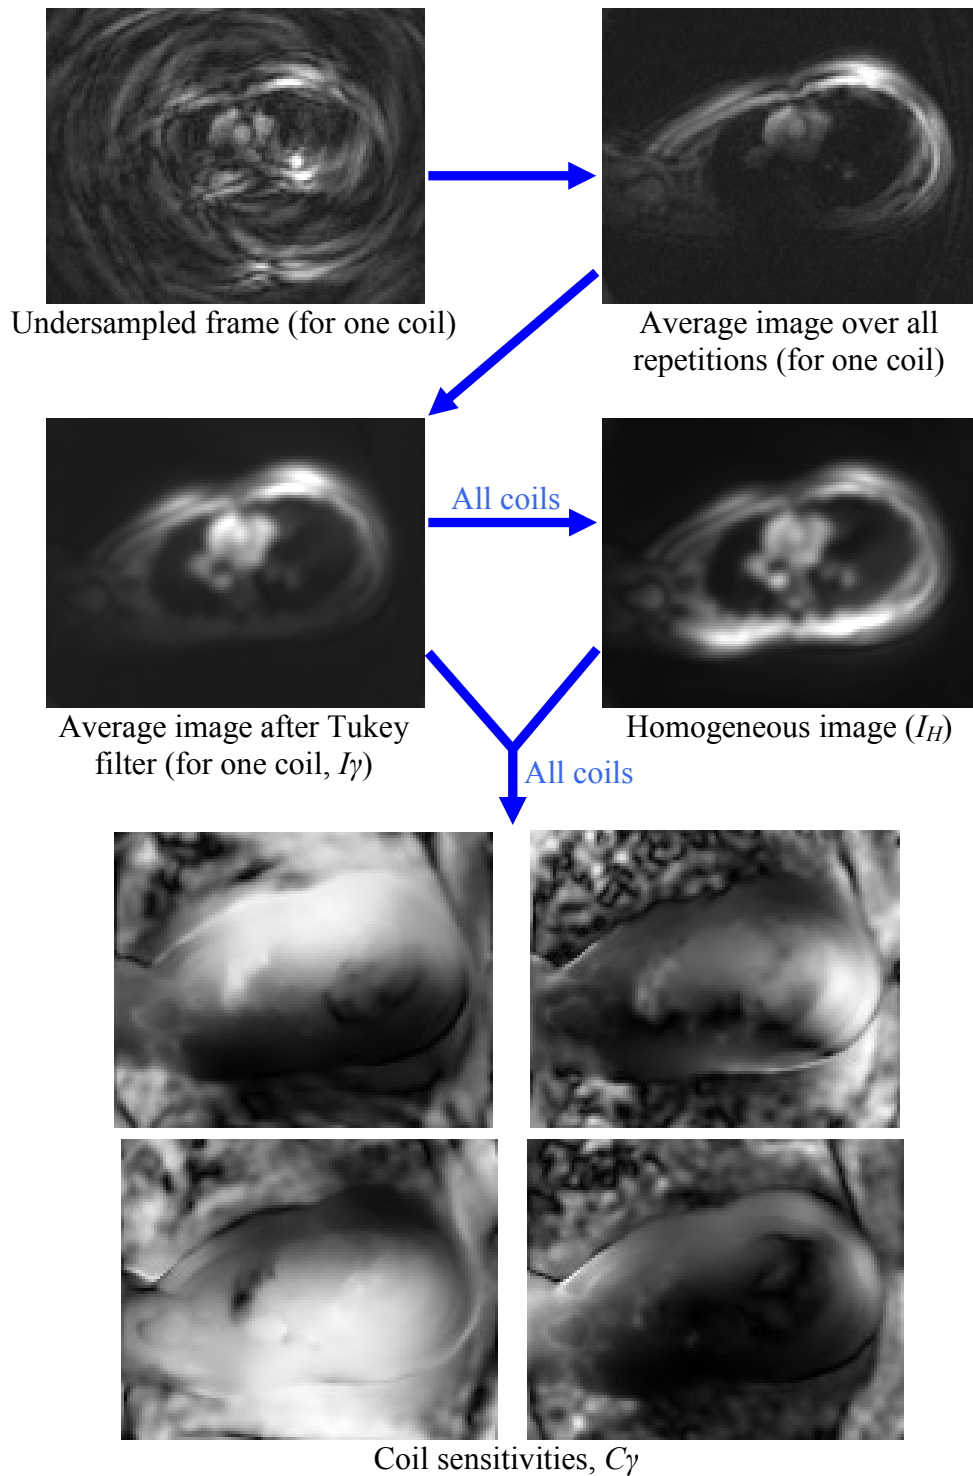 Undersampled frame (for one coil)
Average image over all
repetitions (for one coil)
All coils
Average image after Tukey
filter (for one coil, Iγ)
Homogeneous image (I_H)
All coils
Coil sensitivities, Cγ